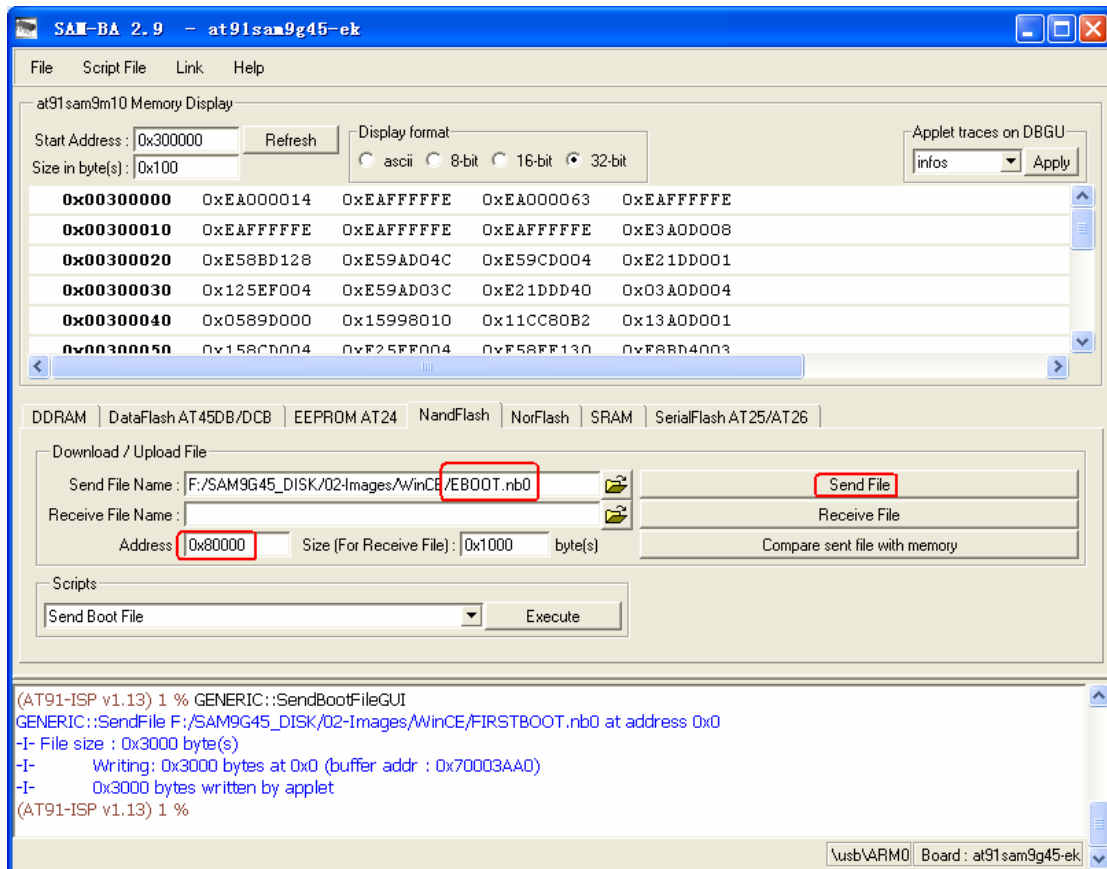 SAM-BA 2.9 - at91sam9g45-ek
File Script File Link Help
at91sam9m10 Memory Display
Start Address : 0x300000 Refresh
Size in byte(s) : 0x100
Display format
ascii 8-bit 16-bit 32-bit
Applet traces on DBGU
infos Apply
0x00300000 0xEA000014 0xEAFFFFFE 0xEA000063 0xEAFFFFFE
0x00300010 0xEAFFFFFE 0xEAFFFFFE 0xEAFFFFFE 0xE3A0D008
0x00300020 0xE58BD128 0xE59AD04C 0xE59CD004 0xE21DD001
0x00300030 0x125EF004 0xE59AD03C 0xE21DDD40 0x03A0D004
0x00300040 0x0589D000 0x15998010 0x11CC80B2 0x13A0D001
0x00300050 0x158CD004 0xE25EF004 0xE58EE130 0xE8BD4003
DDRAM DataFlash AT45DB/DCB EEPROM AT24 NandFlash NorFlash SRAM SerialFlash AT25/AT26
Download / Upload File
Send File Name : F:/SAM9G45_DISK/02-Images/WinCE/EBOOT.nb0 Send File
Receive File Name : Receive File
Address 0x80000 Size (For Receive File) : 0x1000 byte(s) Compare sent file with memory
Scripts
Send Boot File Execute
(AT91-ISP v1.13) 1 % GENERIC::SendBootFileGUI
GENERIC::SendFile F:/SAM9G45_DISK/02-Images/WinCE/FIRSTBOOT.nb0 at address 0x0
-I- File size : 0x3000 byte(s)
-I- Writing: 0x3000 bytes at 0x0 (buffer addr : 0x70003AA0)
-I- 0x3000 bytes written by applet
(AT91-ISP v1.13) 1 %
\usb\ARM0 Board : at91sam9g45-ek